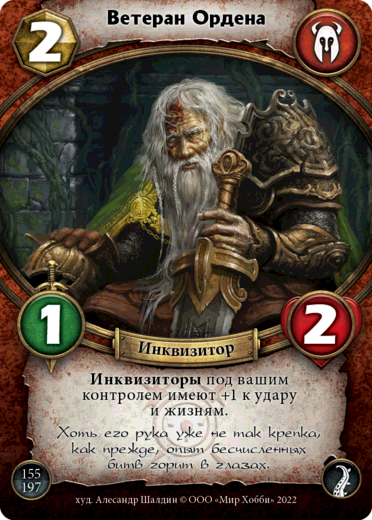 Ветеран Ордена
2
1
2
Инквизитор
Инквизиторы под вашим
контролем имеют +1 к удару
и жизням.
Хоть его рука уже не так крепка,
как прежде, опыт бесчисленных
битв горит в глазах.
155
197
худ. Алесандр Шалдин © ООО «Мир Хобби» 2022